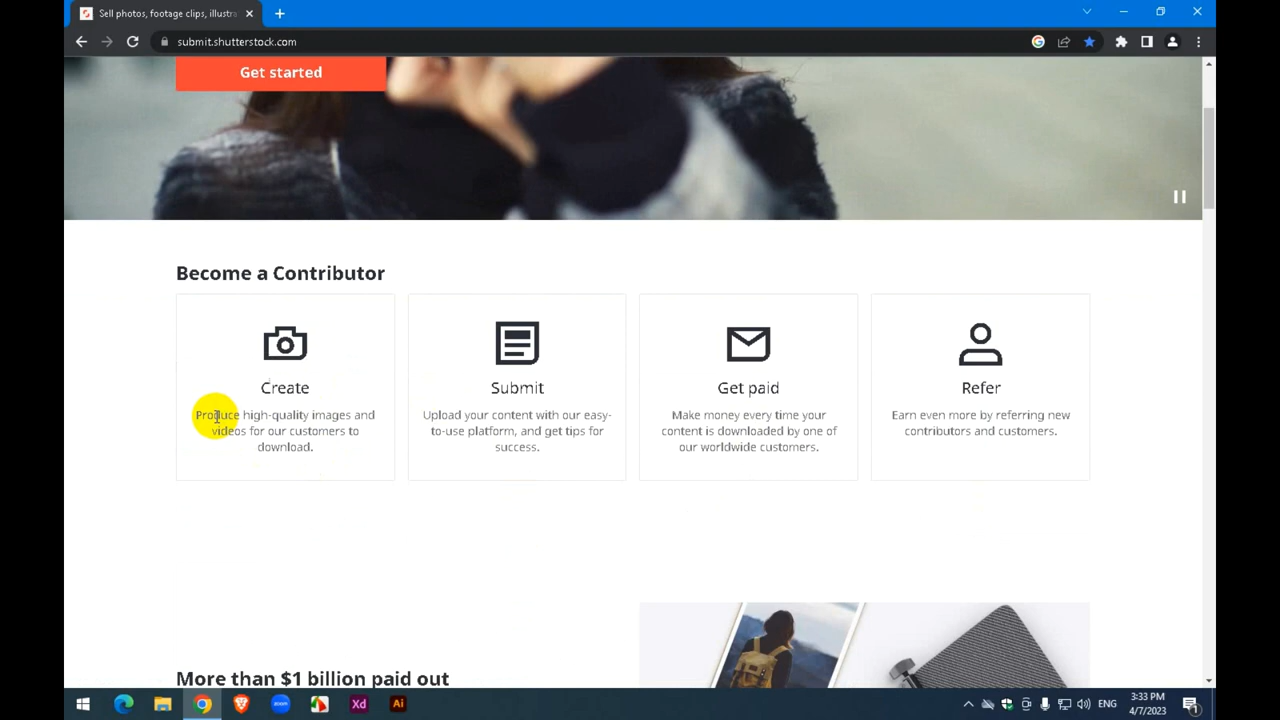 Sell photos, footage clips, illustra
submit.shutterstock.com
Get started
Become a Contributor
Create
Produce high-quality images and
videos for our customers to
download.
Submit
Upload your content with our easy-
to-use platform, and get tips for
success.
Get paid
Make money every time your
content is downloaded by one of
our worldwide customers.
Refer
Earn even more by referring new
contributors and customers.
More than $1 billion paid out
zoom
Xd
Ai
ENG
3:33 PM
4/7/2023
1